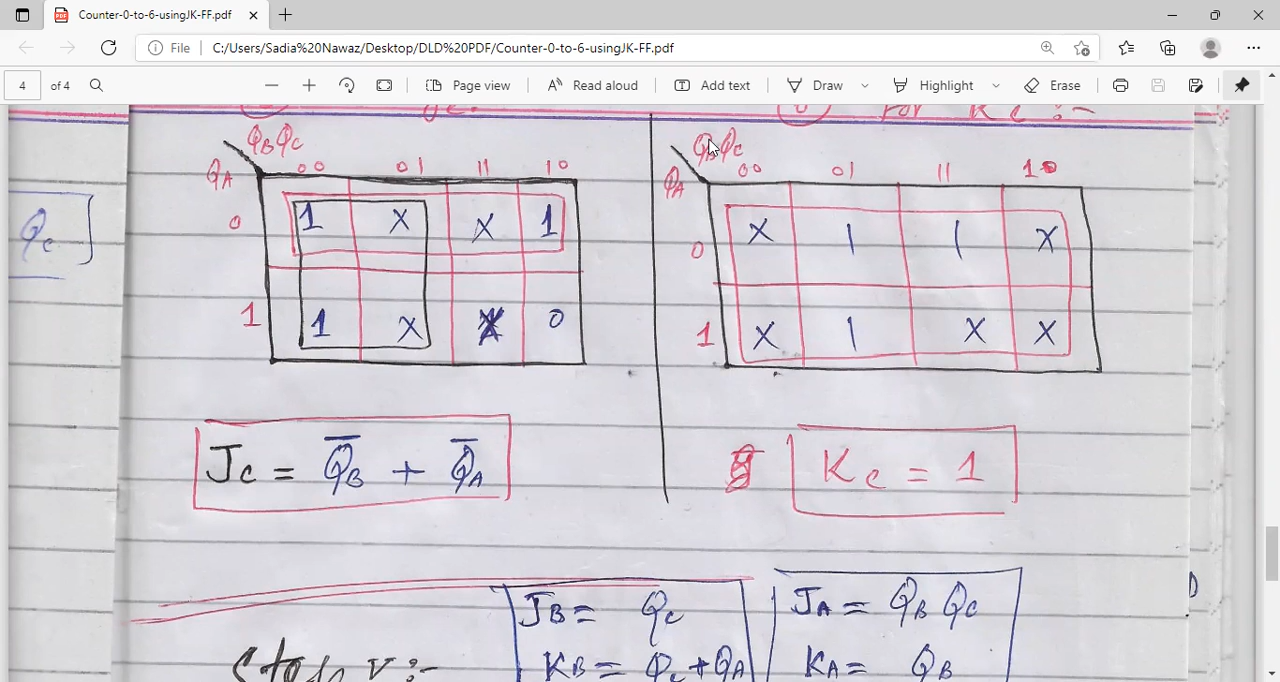 Counter-0-to-6-usingJK-FF.pdf
File C:/Users/Sadia%20Nawaz/Desktop/DLD%20PDF/Counter-0-to-6-usingJK-FF.pdf
4 of 4 Page view Read aloud Add text Draw Highlight Erase
For Kc :-
QBQC
QA 00 01 11 10
0 1 X X 1
1 1 X X 0
QBQC
QA 00 01 11 10
0 X 1 1 X
1 X 1 X X
Qc
JC = Q̅B + Q̅A
KC = 1
JB = QC
KB = QC + QA
JA = QB QC
KA = QB